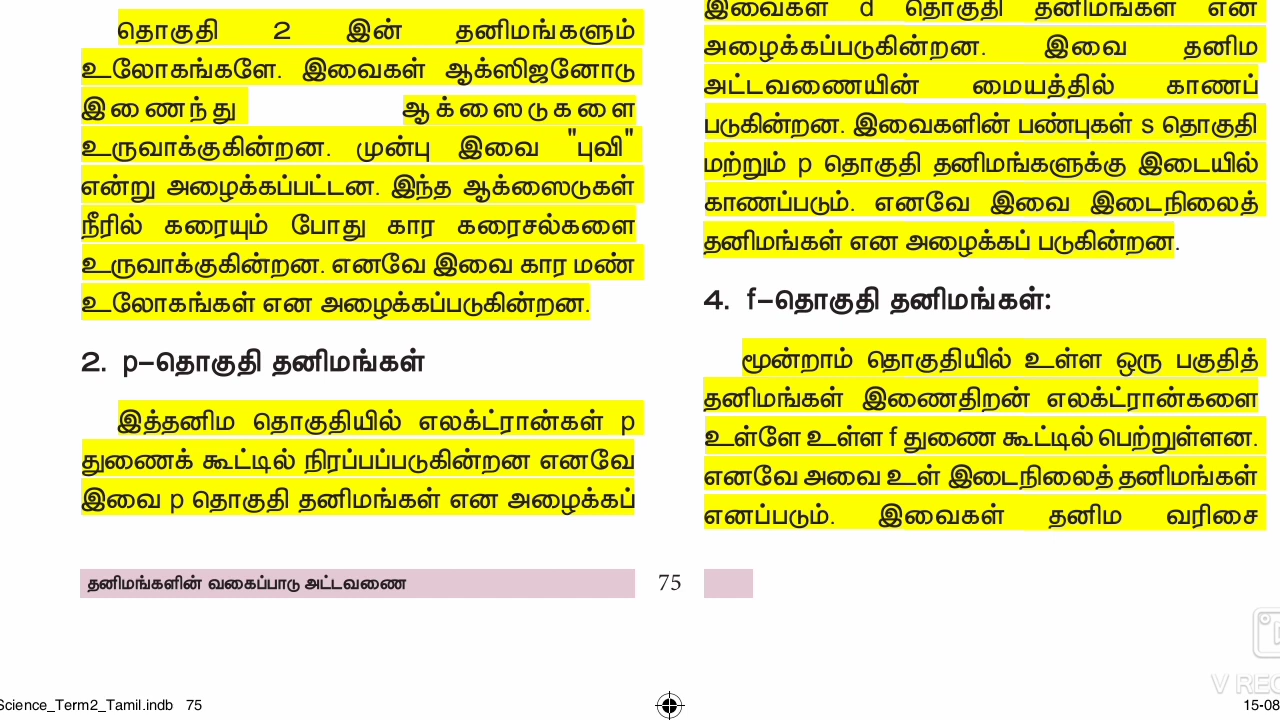 தொகுதி 2 இன் தனிமங்களும்
உலோகங்களே. இவைகள் ஆக்ஸிஜனோடு
இணைந்து ஆக்ஸைடுகளை
உருவாக்குகின்றன. முன்பு இவை "புவி"
என்று அழைக்கப்பட்டன. இந்த ஆக்ஸைடுகள்
நீரில் கரையும் போது கார கரைசல்களை
உருவாக்குகின்றன. எனவே இவை கார மண்
உலோகங்கள் என அழைக்கப்படுகின்றன.
2. p–தொகுதி தனிமங்கள்
இத்தனிம தொகுதியில் எலக்ட்ரான்கள் p
துணைக் கூட்டில் நிரப்பப்படுகின்றன எனவே
இவை p தொகுதி தனிமங்கள் என அழைக்கப்
இவைகள் d தொகுதி தனிமங்கள் என
அழைக்கப்படுகின்றன. இவை தனிம
அட்டவணையின் மையத்தில் காணப்
படுகின்றன. இவைகளின் பண்புகள் s தொகுதி
மற்றும் p தொகுதி தனிமங்களுக்கு இடையில்
காணப்படும். எனவே இவை இடைநிலைத்
தனிமங்கள் என அழைக்கப் படுகின்றன.
4. f–தொகுதி தனிமங்கள்:
மூன்றாம் தொகுதியில் உள்ள ஒரு பகுதித்
தனிமங்கள் இணைதிறன் எலக்ட்ரான்களை
உள்ளே உள்ள f துணை கூட்டில் பெற்றுள்ளன.
எனவே அவை உள் இடைநிலைத் தனிமங்கள்
எனப்படும். இவைகள் தனிம வரிசை
தனிமங்களின் வகைப்பாடு அட்டவணை 75
V REC
Science_Term2_Tamil.indb 75 15-08